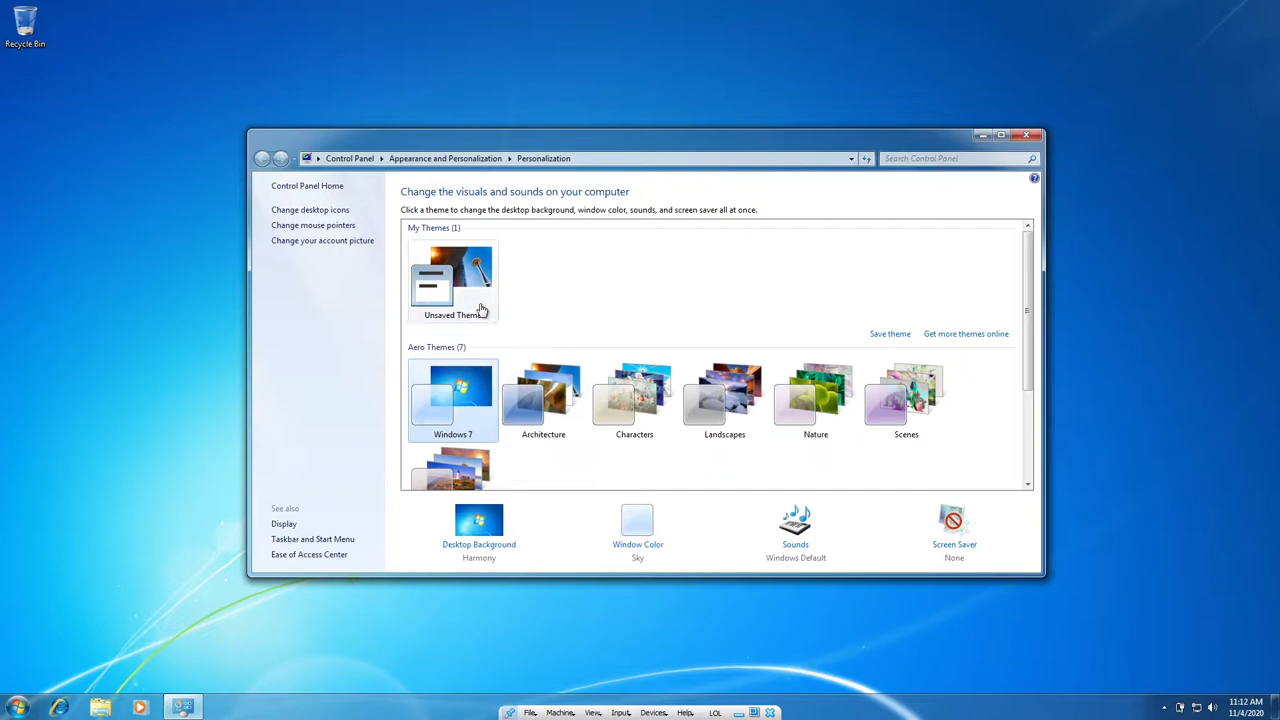 Recycle Bin
Control Panel Appearance and Personalization Personalization
Search Control Panel
Control Panel Home
Change desktop icons
Change mouse pointers
Change your account picture
See also
Display
Taskbar and Start Menu
Ease of Access Center
Change the visuals and sounds on your computer
Click a theme to change the desktop background, window color, sounds, and screen saver all at once.
My Themes (1)
Unsaved Theme
Save theme Get more themes online
Aero Themes (7)
Windows 7 Architecture Characters Landscapes Nature Scenes
Desktop Background Window Color Sounds Screen Saver
Harmony Sky Windows Default None
File Machine View Input Devices Help LOL
11:12 AM
11/4/2020